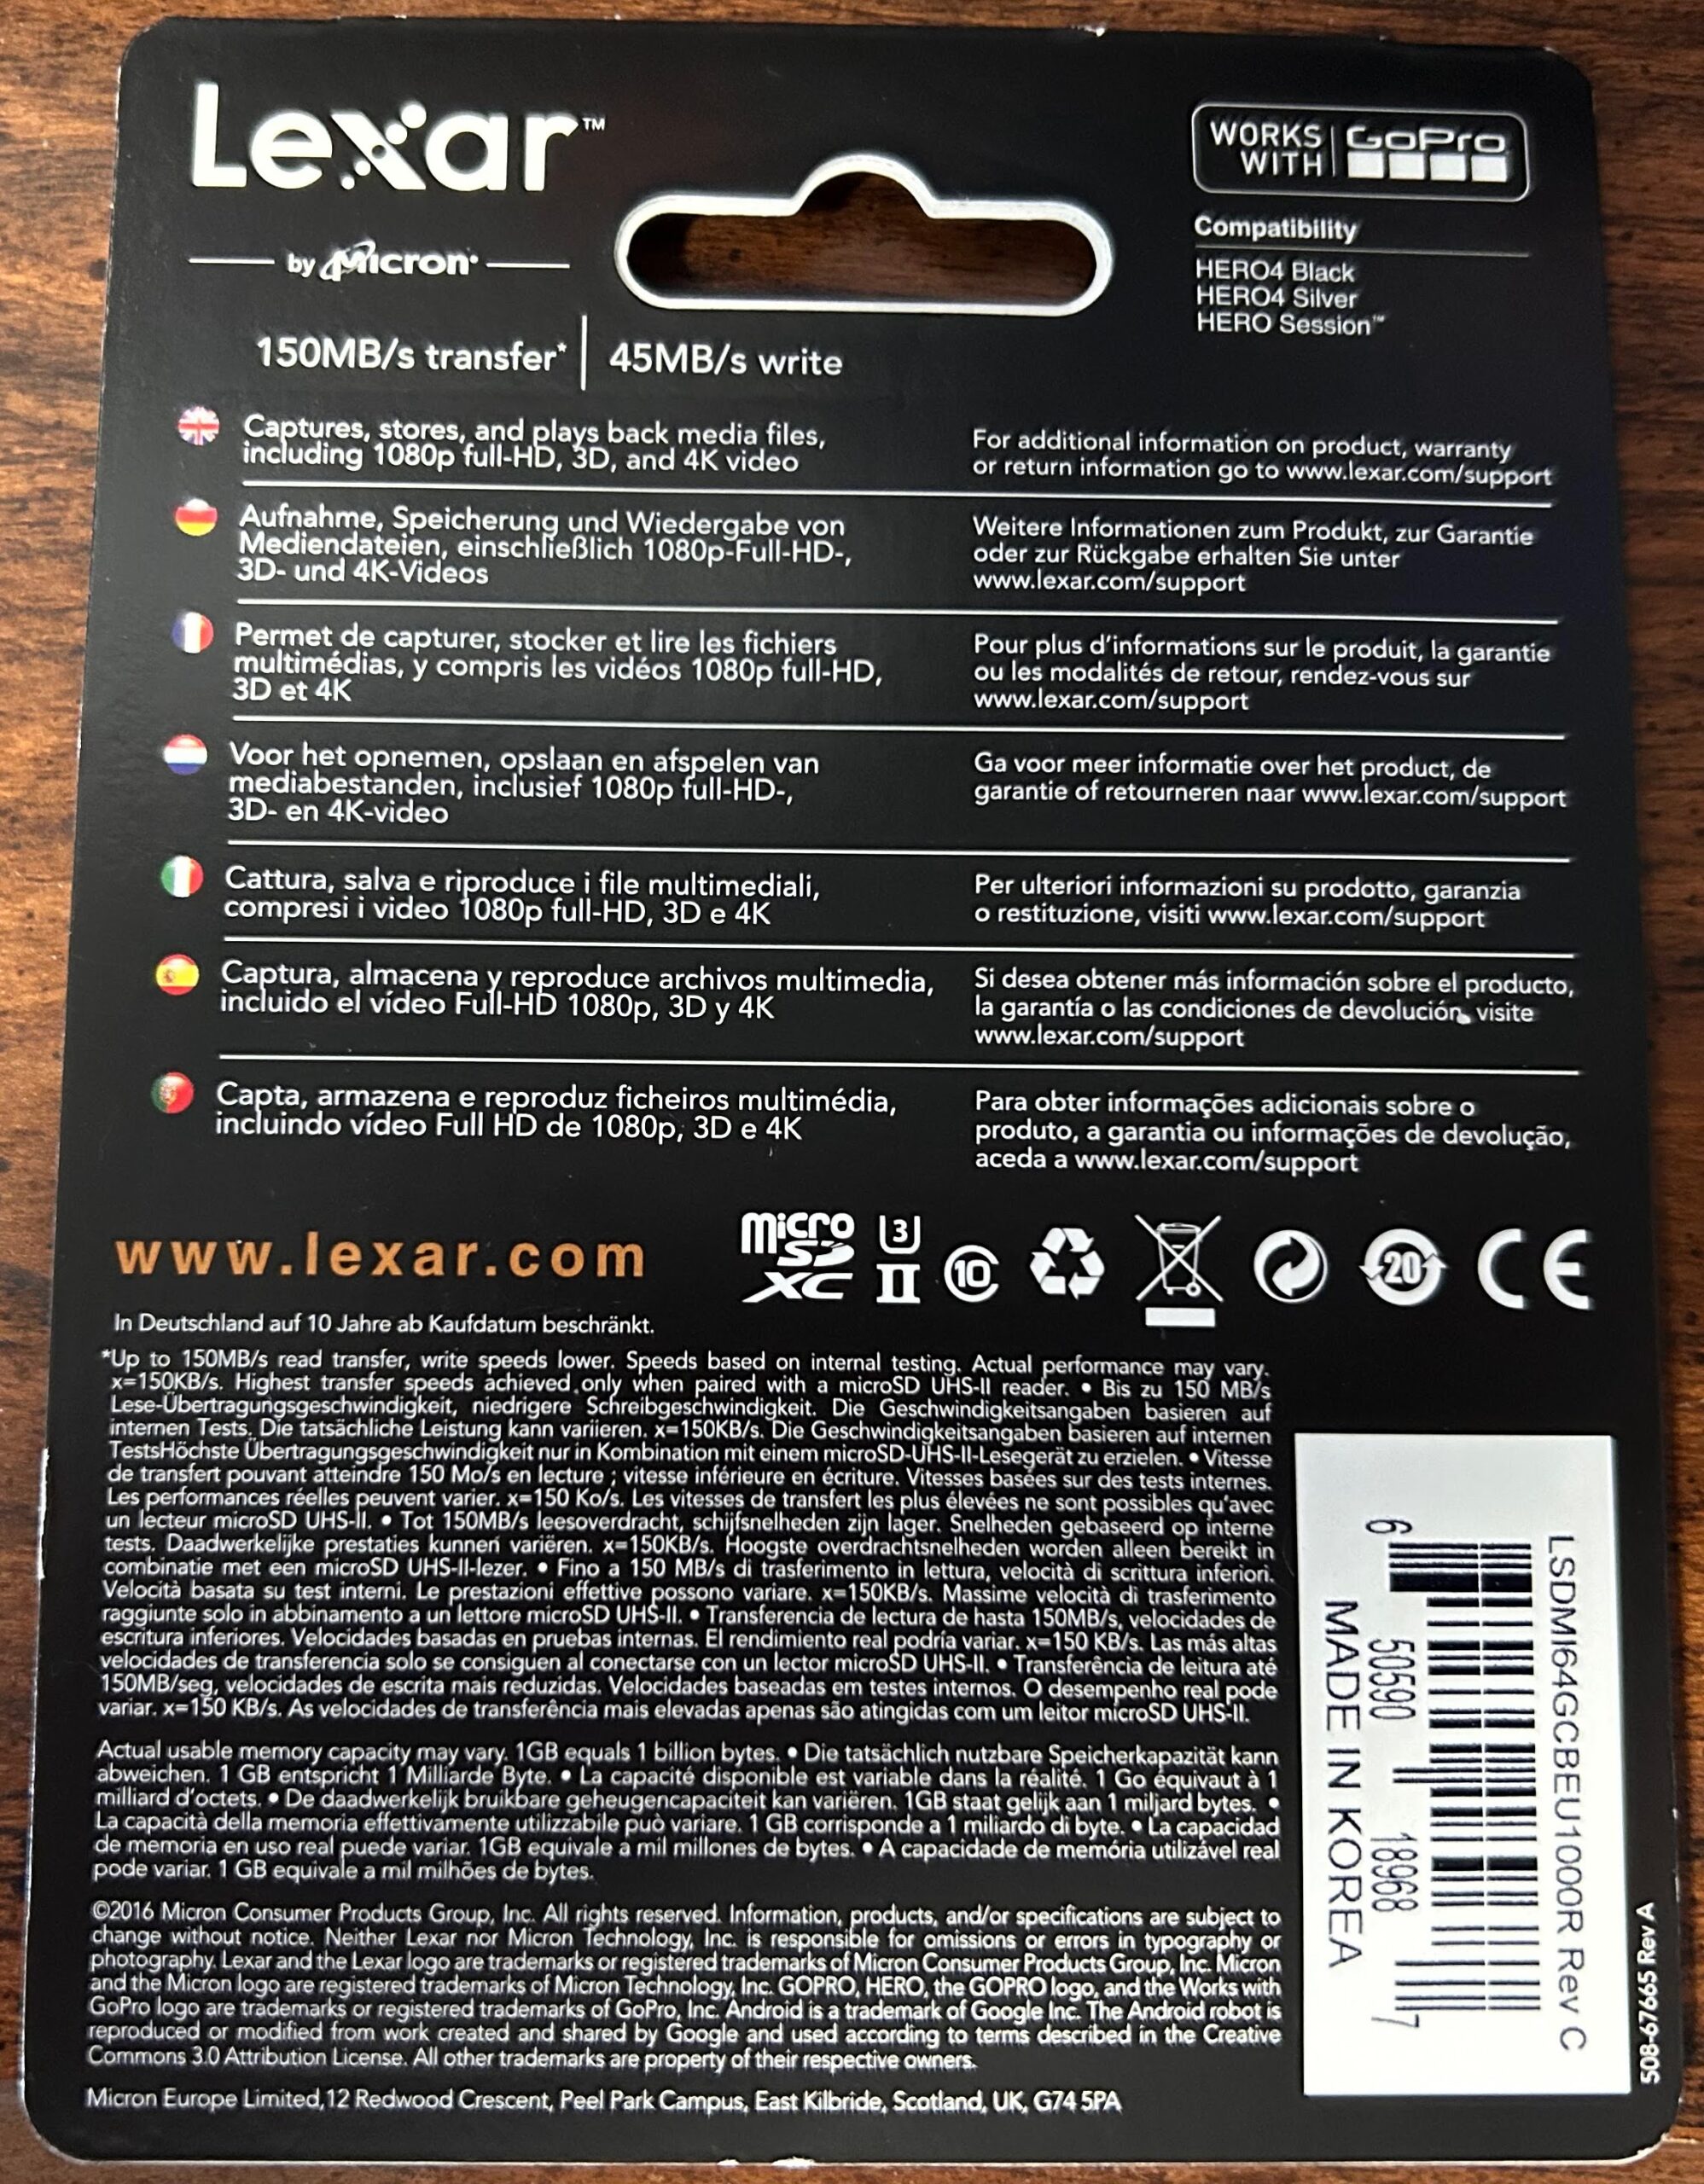 Lexar™
by Micron®
WORKS WITH GoPro
Compatibility
HERO4 Black
HERO4 Silver
HERO Session™
150MB/s transfer* | 45MB/s write
Captures, stores, and plays back media files,
including 1080p full-HD, 3D, and 4K video
For additional information on product, warranty
or return information go to www.lexar.com/support
Aufnahme, Speicherung und Wiedergabe von
Mediendateien, einschließlich 1080p-Full-HD-,
3D- und 4K-Videos
Weitere Informationen zum Produkt, zur Garantie
oder zur Rückgabe erhalten Sie unter
www.lexar.com/support
Permet de capturer, stocker et lire les fichiers
multimédias, y compris les vidéos 1080p full-HD,
3D et 4K
Pour plus d'informations sur le produit, la garantie
ou les modalités de retour, rendez-vous sur
www.lexar.com/support
Voor het opnemen, opslaan en afspelen van
mediabestanden, inclusief 1080p full-HD-,
3D- en 4K-video
Ga voor meer informatie over het product, de
garantie of retourneren naar www.lexar.com/support
Cattura, salva e riproduce i file multimediali,
compresi i video 1080p full-HD, 3D e 4K
Per ulteriori informazioni su prodotto, garanzia
o restituzione, visiti www.lexar.com/support
Captura, almacena y reproduce archivos multimedia,
incluido el vídeo Full-HD 1080p, 3D y 4K
Si desea obtener más información sobre el producto,
la garantía o las condiciones de devolución, visite
www.lexar.com/support
Capta, armazena e reproduz ficheiros multimédia,
incluindo vídeo Full HD de 1080p, 3D e 4K
Para obter informações adicionais sobre o
produto, a garantia ou informações de devolução,
aceda a www.lexar.com/support
www.lexar.com
micro SD XC
3
II
10
20
CE
In Deutschland auf 10 Jahre ab Kaufdatum beschränkt.
*Up to 150MB/s read transfer, write speeds lower. Speeds based on internal testing. Actual performance may vary.
x=150KB/s. Highest transfer speeds achieved only when paired with a microSD UHS-II reader. • Bis zu 150 MB/s
Lese-Übertragungsgeschwindigkeit, niedrigere Schreibgeschwindigkeit. Die Geschwindigkeitsangaben basieren auf
internen Tests. Die tatsächliche Leistung kann variieren. x=150KB/s. Die Geschwindigkeitsangaben basieren auf internen
TestsHöchste Übertragungsgeschwindigkeit nur in Kombination mit einem microSD-UHS-II-Lesegerät zu erzielen. • Vitesse
de transfert pouvant atteindre 150 Mo/s en lecture ; vitesse inférieure en écriture. Vitesses basées sur des tests internes.
Les performances réelles peuvent varier. x=150 Ko/s. Les vitesses de transfert les plus élevées ne sont possibles qu'avec
un lecteur microSD UHS-II. • Tot 150MB/s leesoverdracht, schijfsnelheden zijn lager. Snelheden gebaseerd op interne
tests. Daadwerkelijke prestaties kunnen variëren. x=150KB/s. Hoogste overdrachtsnelheden worden alleen bereikt in
combinatie met een microSD UHS-II-lezer. • Fino a 150 MB/s di trasferimento in lettura, velocità di scrittura inferiori.
Velocità basata su test interni. Le prestazioni effettive possono variare. x=150KB/s. Massime velocità di trasferimento
raggiunte solo in abbinamento a un lettore microSD UHS-II. • Transferencia de lectura de hasta 150MB/s, velocidades de
escritura inferiores. Velocidades basadas en pruebas internas. El rendimiento real podría variar. x=150 KB/s. Las más altas
velocidades de transferencia solo se consiguen al conectarse con un lector microSD UHS-II. • Transferência de leitura até
150MB/seg, velocidades de escrita mais reduzidas. Velocidades baseadas em testes internos. O desempenho real pode
variar. x=150 KB/s. As velocidades de transferência mais elevadas apenas são atingidas com um leitor microSD UHS-II.
Actual usable memory capacity may vary. 1GB equals 1 billion bytes. • Die tatsächlich nutzbare Speicherkapazität kann
abweichen. 1 GB entspricht 1 Milliarde Byte. • La capacité disponible est variable dans la réalité. 1 Go équivaut à 1
milliard d'octets. • De daadwerkelijk bruikbare geheugencapaciteit kan variëren. 1GB staat gelijk aan 1 miljard bytes. •
La capacità della memoria effettivamente utilizzabile può variare. 1 GB corrisponde a 1 miliardo di byte. • La capacidad
de memoria en uso real puede variar. 1GB equivale a mil millones de bytes. • A capacidade de memória utilizável real
pode variar. 1 GB equivale a mil milhões de bytes.
©2016 Micron Consumer Products Group, Inc. All rights reserved. Information, products, and/or specifications are subject to
change without notice. Neither Lexar nor Micron Technology, Inc. is responsible for omissions or errors in typography or
photography. Lexar and the Lexar logo are trademarks or registered trademarks of Micron Consumer Products Group, Inc. Micron
and the Micron logo are registered trademarks of Micron Technology, Inc. GOPRO, HERO, the GOPRO logo, and the Works with
GoPro logo are trademarks or registered trademarks of GoPro, Inc. Android is a trademark of Google Inc. The Android robot is
reproduced or modified from work created and shared by Google and used according to terms described in the Creative
Commons 3.0 Attribution License. All other trademarks are property of their respective owners.
Micron Europe Limited,12 Redwood Crescent, Peel Park Campus, East Kilbride, Scotland, UK, G74 5PA
LSDMI64GCBEU1000R Rev C
6 50590 18968 7
MADE IN KOREA
508-67665 Rev A